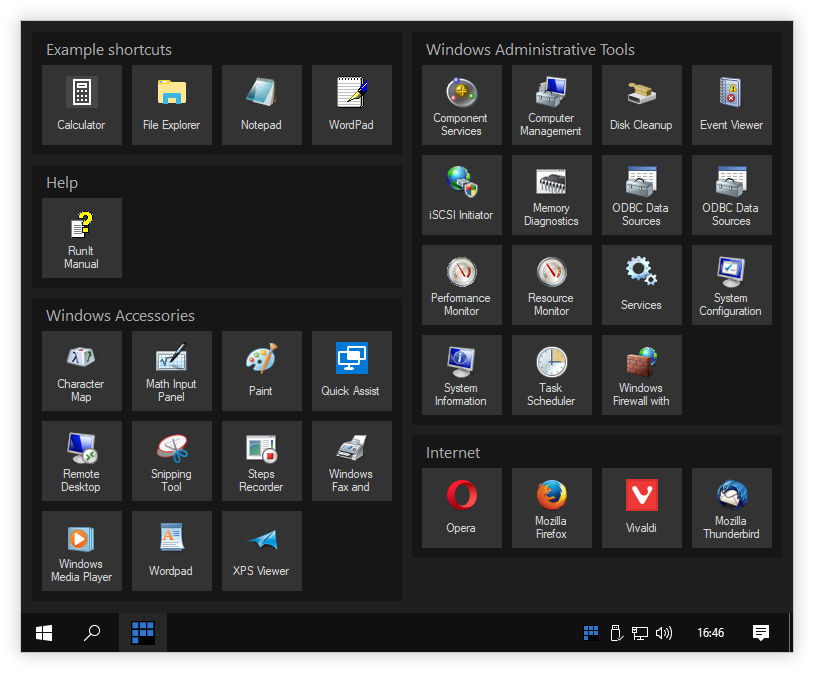 Example shortcuts
Calculator
File Explorer
Notepad
WordPad
Help
RunIt
Manual
Windows Accessories
Character
Map
Math Input
Panel
Paint
Quick Assist
Remote
Desktop
Snipping
Tool
Steps
Recorder
Windows
Fax and
Windows
Media Player
Wordpad
XPS Viewer
Windows Administrative Tools
Component
Services
Computer
Management
Disk Cleanup
Event Viewer
iSCSI Initiator
Memory
Diagnostics
ODBC Data
Sources
ODBC Data
Sources
Performance
Monitor
Resource
Monitor
Services
System
Configuration
System
Information
Task
Scheduler
Windows
Firewall with
Internet
Opera
Mozilla
Firefox
Vivaldi
Mozilla
Thunderbird
16:46